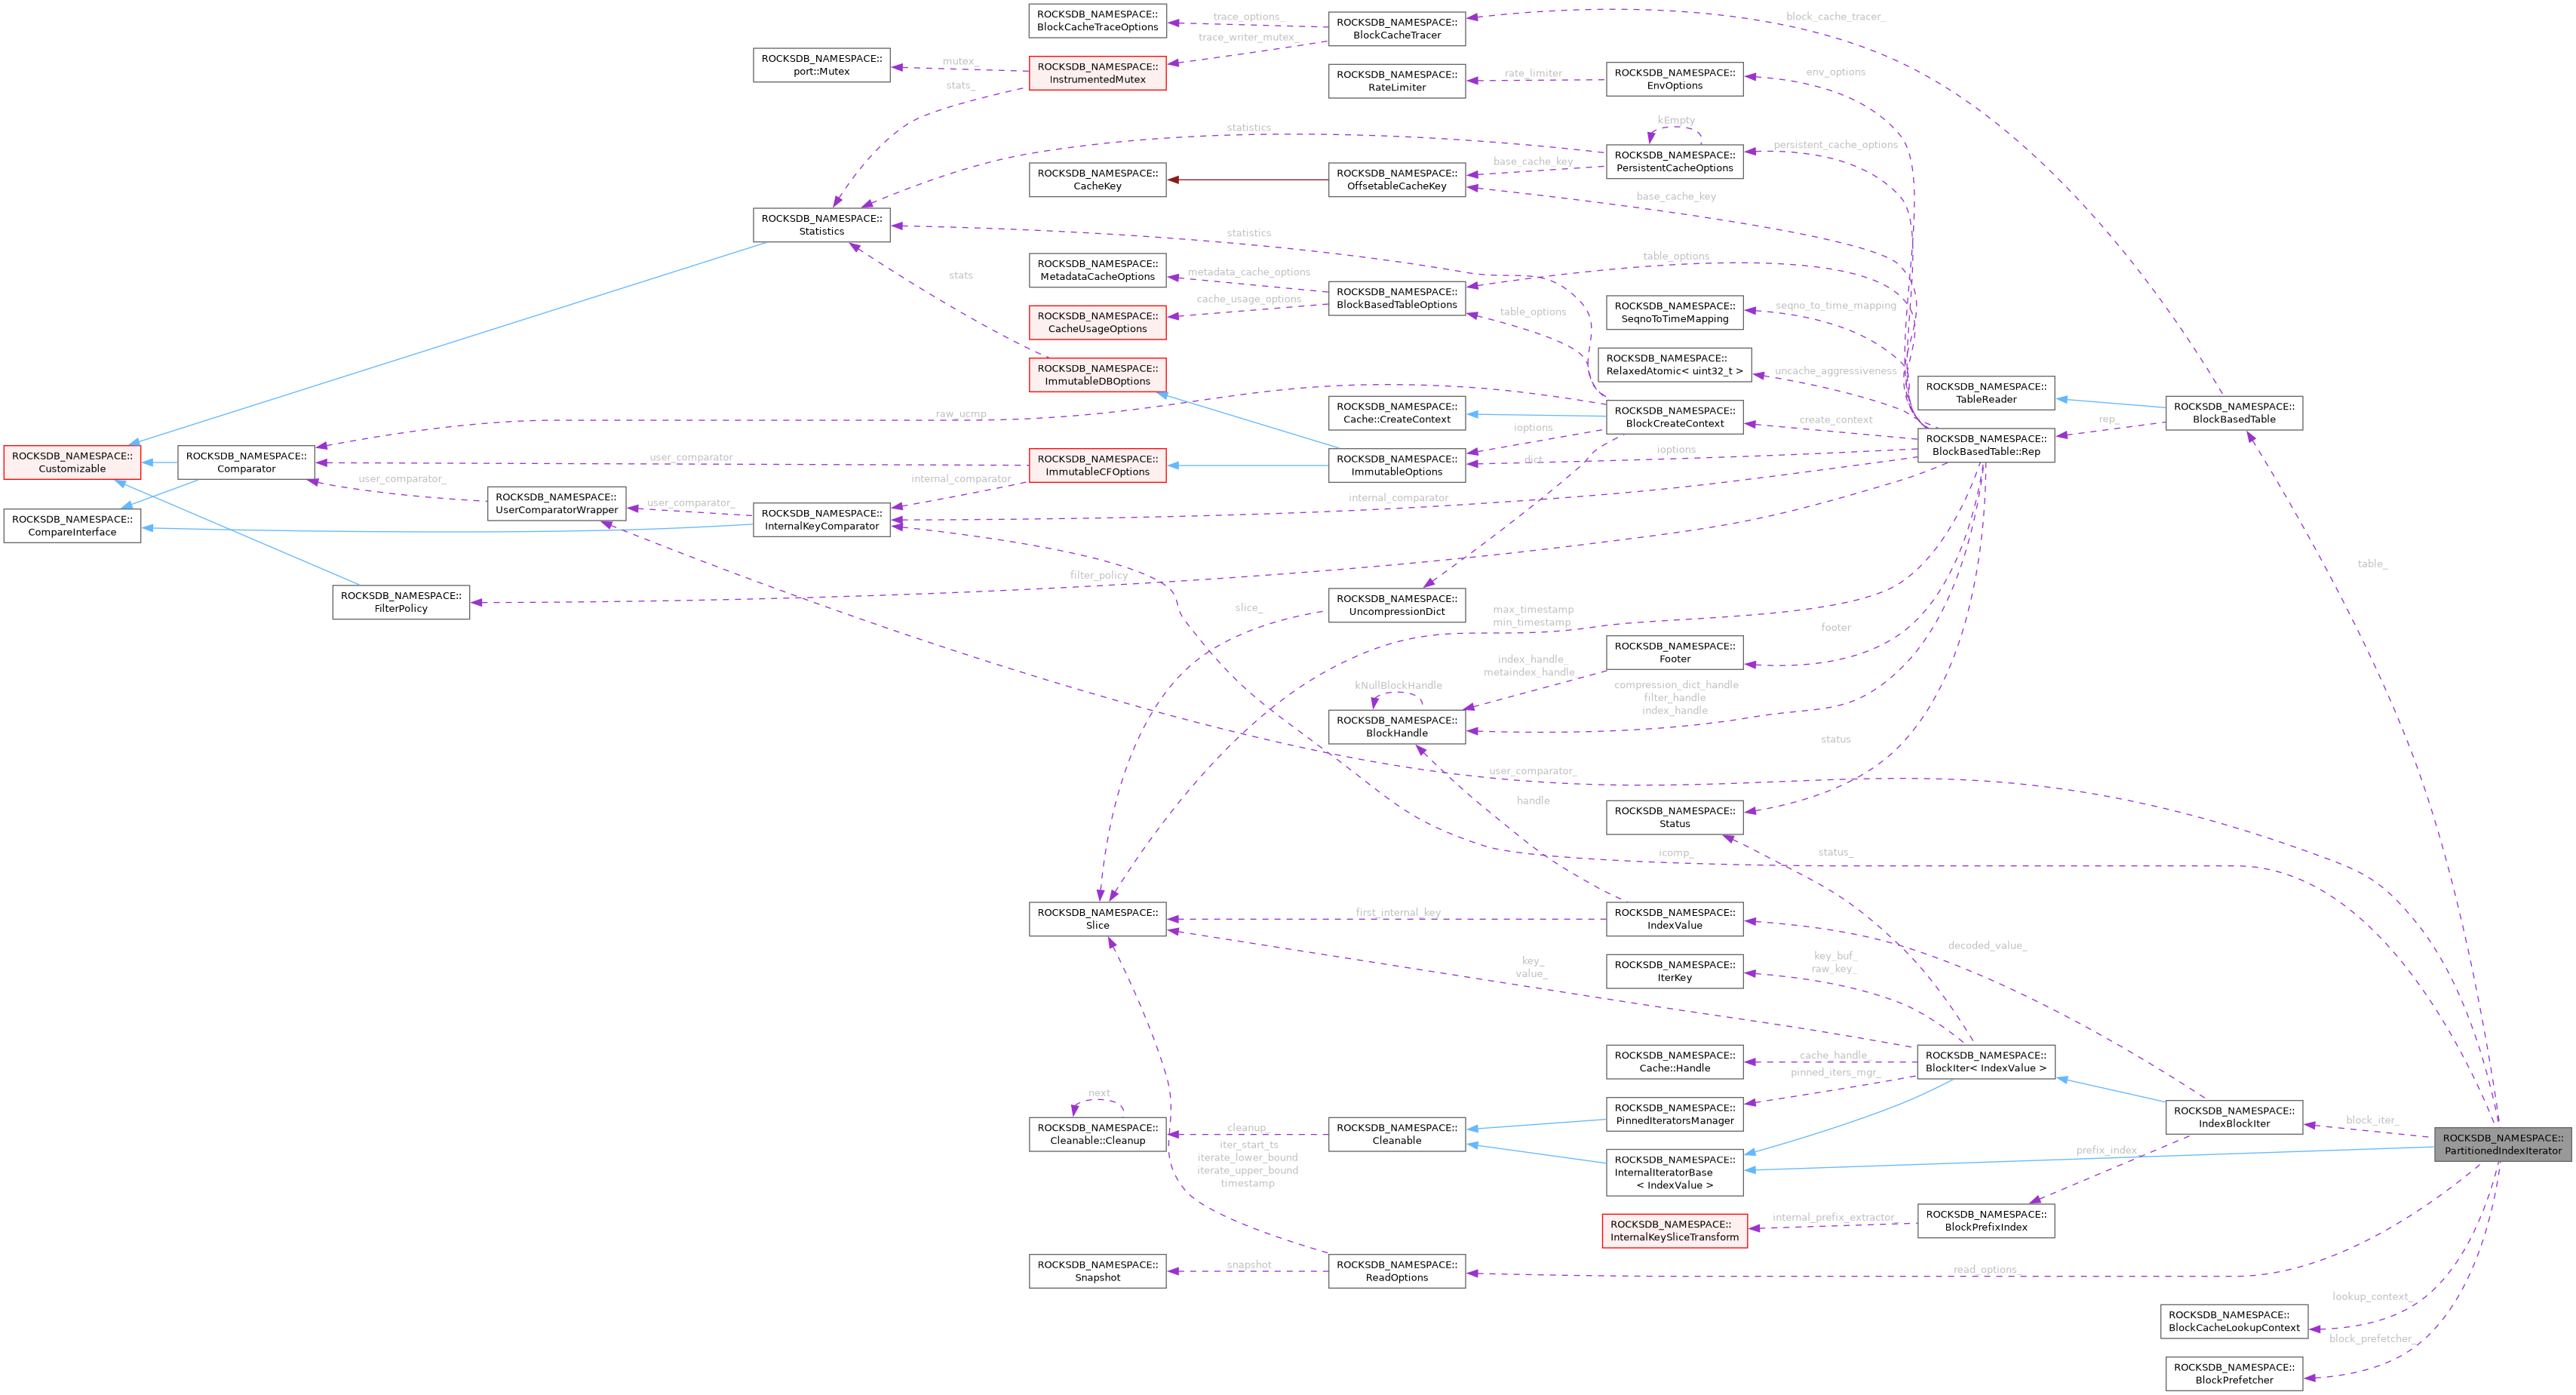 ROCKSDB_NAMESPACE::
BlockCacheTraceOptions
trace_options_
ROCKSDB_NAMESPACE::
BlockCacheTracer
block_cache_tracer_
trace_writer_mutex_
ROCKSDB_NAMESPACE::
port::Mutex
mutex_
ROCKSDB_NAMESPACE::
InstrumentedMutex
stats_
ROCKSDB_NAMESPACE::
RateLimiter
rate_limiter
ROCKSDB_NAMESPACE::
EnvOptions
env_options
statistics
kEmpty
ROCKSDB_NAMESPACE::
PersistentCacheOptions
persistent_cache_options
base_cache_key
ROCKSDB_NAMESPACE::
CacheKey
ROCKSDB_NAMESPACE::
OffsetableCacheKey
base_cache_key
ROCKSDB_NAMESPACE::
Statistics
statistics
ROCKSDB_NAMESPACE::
MetadataCacheOptions
metadata_cache_options
table_options
ROCKSDB_NAMESPACE::
BlockBasedTableOptions
stats
cache_usage_options
ROCKSDB_NAMESPACE::
CacheUsageOptions
table_options
ROCKSDB_NAMESPACE::
SeqnoToTimeMapping
seqno_to_time_mapping
ROCKSDB_NAMESPACE::
ImmutableDBOptions
ROCKSDB_NAMESPACE::
RelaxedAtomic< uint32_t >
uncache_aggressiveness
ROCKSDB_NAMESPACE::
TableReader
ROCKSDB_NAMESPACE::
BlockBasedTable
raw_ucmp
ROCKSDB_NAMESPACE::
Cache::CreateContext
ROCKSDB_NAMESPACE::
BlockCreateContext
create_context
rep_
ioptions
ROCKSDB_NAMESPACE::
BlockBasedTable::Rep
ROCKSDB_NAMESPACE::
Customizable
ROCKSDB_NAMESPACE::
Comparator
user_comparator
ROCKSDB_NAMESPACE::
ImmutableCFOptions
ROCKSDB_NAMESPACE::
ImmutableOptions
ioptions
dict
user_comparator_
internal_comparator
ROCKSDB_NAMESPACE::
UserComparatorWrapper
user_comparator_
internal_comparator
ROCKSDB_NAMESPACE::
CompareInterface
ROCKSDB_NAMESPACE::
InternalKeyComparator
table_
filter_policy
ROCKSDB_NAMESPACE::
FilterPolicy
slice_
ROCKSDB_NAMESPACE::
UncompressionDict
max_timestamp
min_timestamp
footer
ROCKSDB_NAMESPACE::
Footer
index_handle_
metaindex_handle_
kNullBlockHandle
compression_dict_handle
filter_handle
index_handle
ROCKSDB_NAMESPACE::
BlockHandle
status
user_comparator_
handle
ROCKSDB_NAMESPACE::
Status
icomp_
status_
ROCKSDB_NAMESPACE::
Slice
first_internal_key
ROCKSDB_NAMESPACE::
IndexValue
decoded_value_
key_
value_
ROCKSDB_NAMESPACE::
IterKey
key_buf_
raw_key_
ROCKSDB_NAMESPACE::
Cache::Handle
cache_handle_
ROCKSDB_NAMESPACE::
BlockIter< IndexValue >
pinned_iters_mgr_
next
ROCKSDB_NAMESPACE::
Cleanable::Cleanup
cleanup_
ROCKSDB_NAMESPACE::
Cleanable
ROCKSDB_NAMESPACE::
PinnedIteratorsManager
ROCKSDB_NAMESPACE::
IndexBlockIter
block_iter_
ROCKSDB_NAMESPACE::
PartitionedIndexIterator
iter_start_ts
iterate_lower_bound
iterate_upper_bound
timestamp
ROCKSDB_NAMESPACE::
InternalIteratorBase
< IndexValue >
prefix_index_
ROCKSDB_NAMESPACE::
InternalKeySliceTransform
internal_prefix_extractor_
ROCKSDB_NAMESPACE::
BlockPrefixIndex
ROCKSDB_NAMESPACE::
Snapshot
snapshot
ROCKSDB_NAMESPACE::
ReadOptions
read_options_
lookup_context_
ROCKSDB_NAMESPACE::
BlockCacheLookupContext
block_prefetcher_
ROCKSDB_NAMESPACE::
BlockPrefetcher